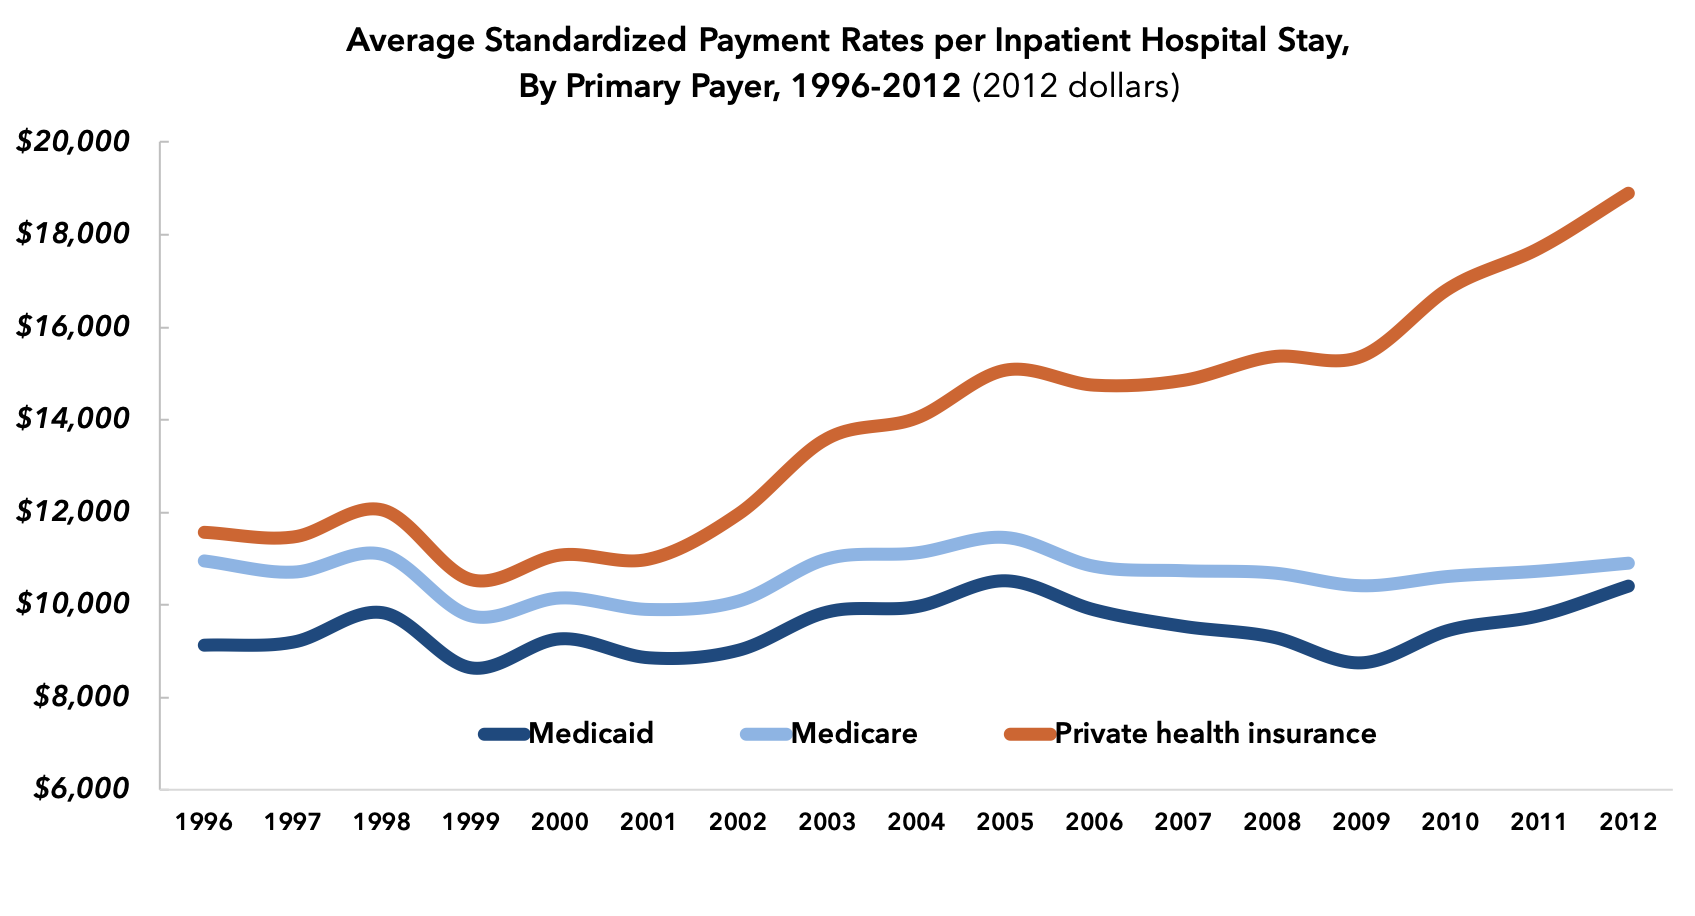 Average Standardized Payment Rates per Inpatient Hospital Stay,
By Primary Payer, 1996-2012 (2012 dollars)
$20,000
$18,000
$16,000
$14,000
$12,000
$10,000
$8,000
$6,000
Medicaid Medicare Private health insurance
1996 1997 1998 1999 2000 2001 2002 2003 2004 2005 2006 2007 2008 2009 2010 2011 2012